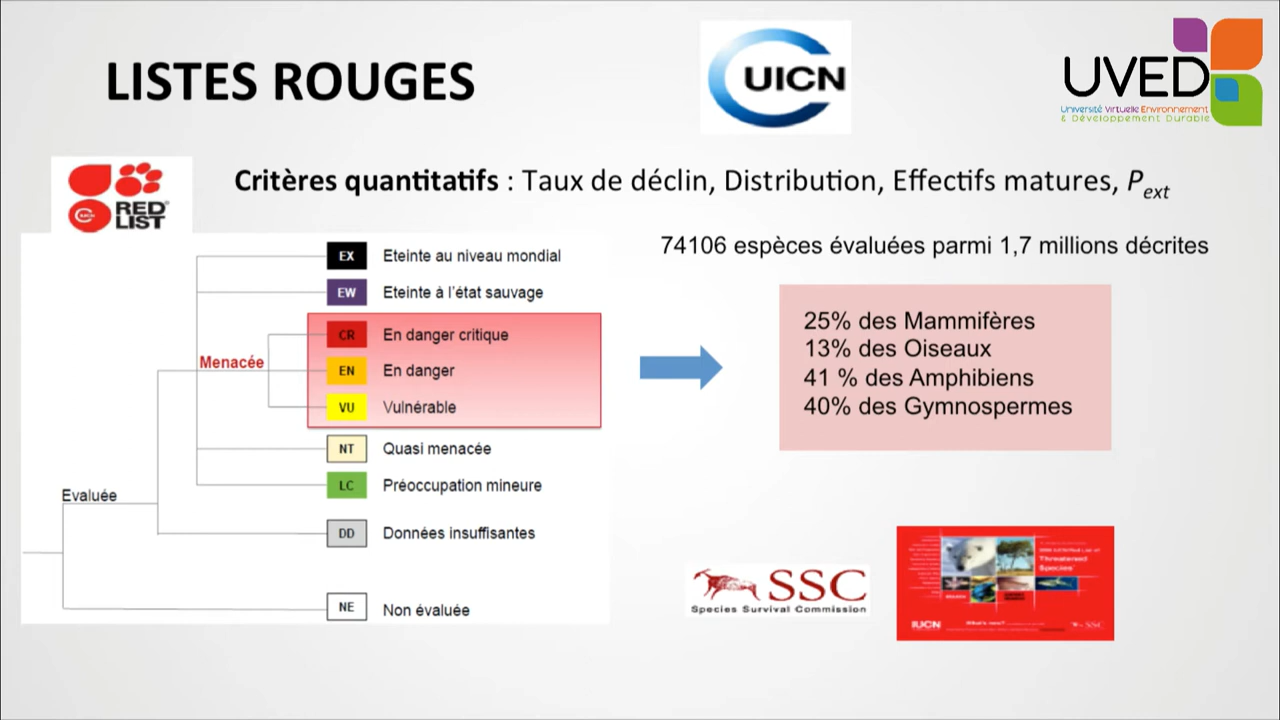 LISTES ROUGES
UICN
UVED
Université Virtuelle Environnement
& Développement Durable
RED
LIST
Critères quantitatifs : Taux de déclin, Distribution, Effectifs matures, Pext
74106 espèces évaluées parmi 1,7 millions décrites
EX Eteinte au niveau mondial
EW Eteinte à l'état sauvage
Menacée
CR En danger critique
EN En danger
VU Vulnérable
NT Quasi menacée
LC Préoccupation mineure
Evaluée
DD Données insuffisantes
NE Non évaluée
25% des Mammifères
13% des Oiseaux
41 % des Amphibiens
40% des Gymnospermes
SSC
Species Survival Commission
Threatened
Species
IUCN
What's new?
SSC